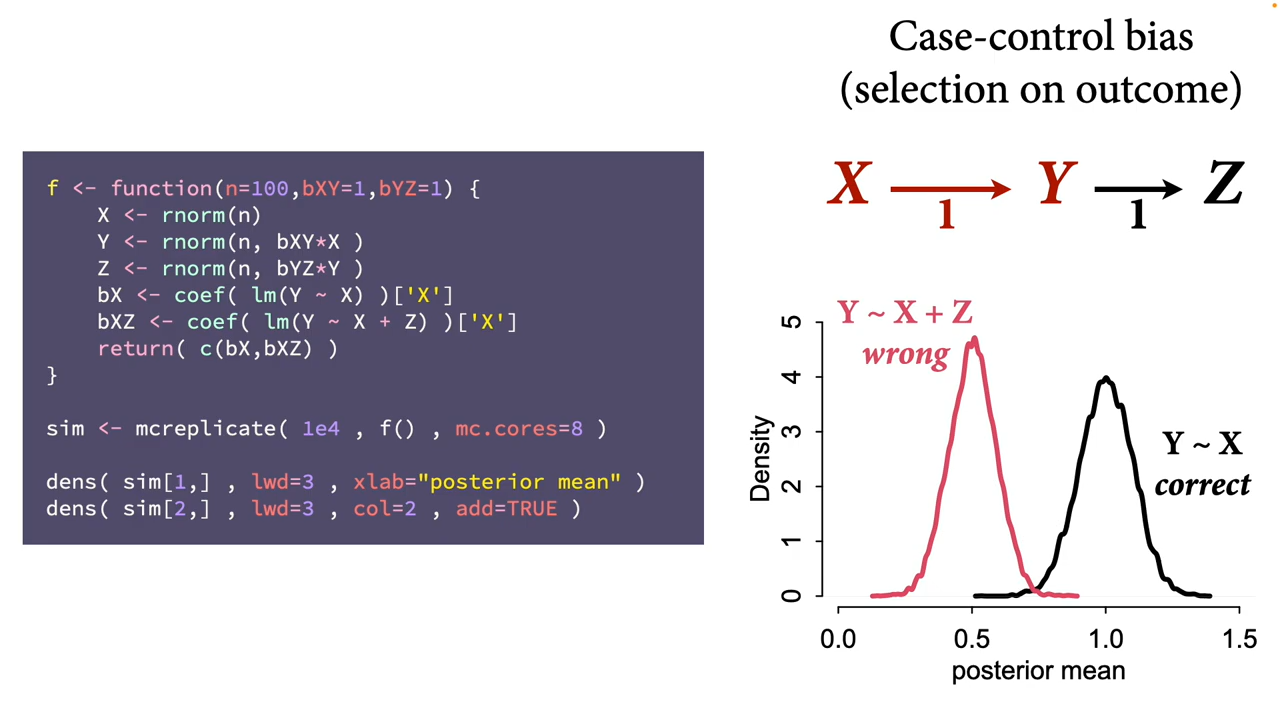 Case-control bias
(selection on outcome)
X Y Z
1 1
f <- function(n=100,bXY=1,bYZ=1) {
    X <- rnorm(n)
    Y <- rnorm(n, bXY*X )
    Z <- rnorm(n, bYZ*Y )
    bX <- coef( lm(Y ~ X) )['X']
    bXZ <- coef( lm(Y ~ X + Z) )['X']
    return( c(bX,bXZ) )
}
sim <- mcreplicate( 1e4 , f() , mc.cores=8 )
dens( sim[1,] , lwd=3 , xlab="posterior mean" )
dens( sim[2,] , lwd=3 , col=2 , add=TRUE )
Y ~ X + Z
wrong
Y ~ X
correct
Density
5
4
3
2
1
0
0.0 0.5 1.0 1.5
posterior mean